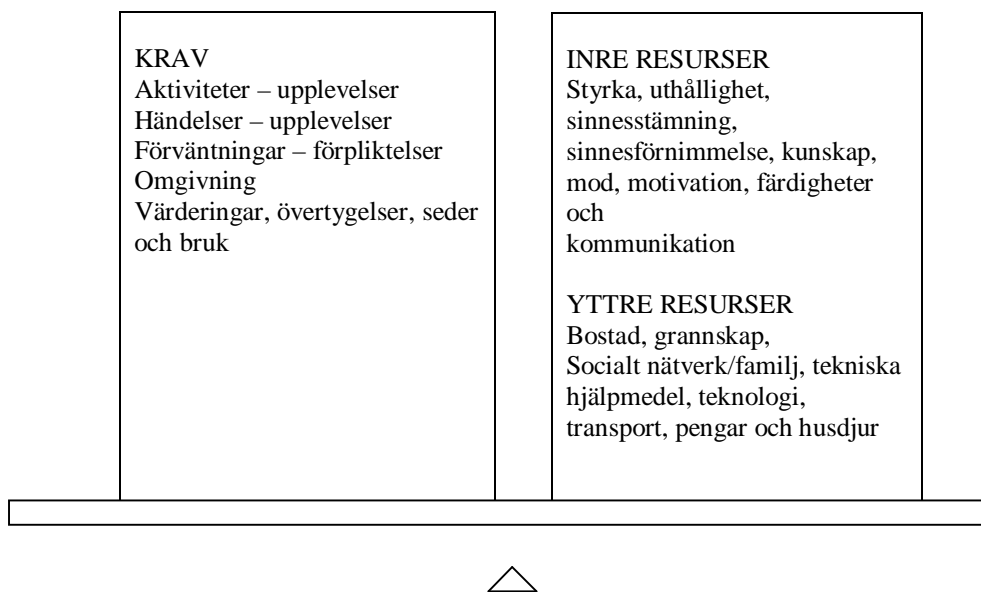 KRAV
Aktiviteter – upplevelser
Händelser – upplevelser
Förväntningar – förpliktelser
Omgivning
Värderingar, övertygelser, seder
och bruk
INRE RESURSER
Styrka, uthållighet,
sinnesstämning,
sinnesförnimmelse, kunskap,
mod, motivation, färdigheter
och
kommunikation
YTTRE RESURSER
Bostad, grannskap,
Socialt nätverk/familj, tekniska
hjälpmedel, teknologi,
transport, pengar och husdjur